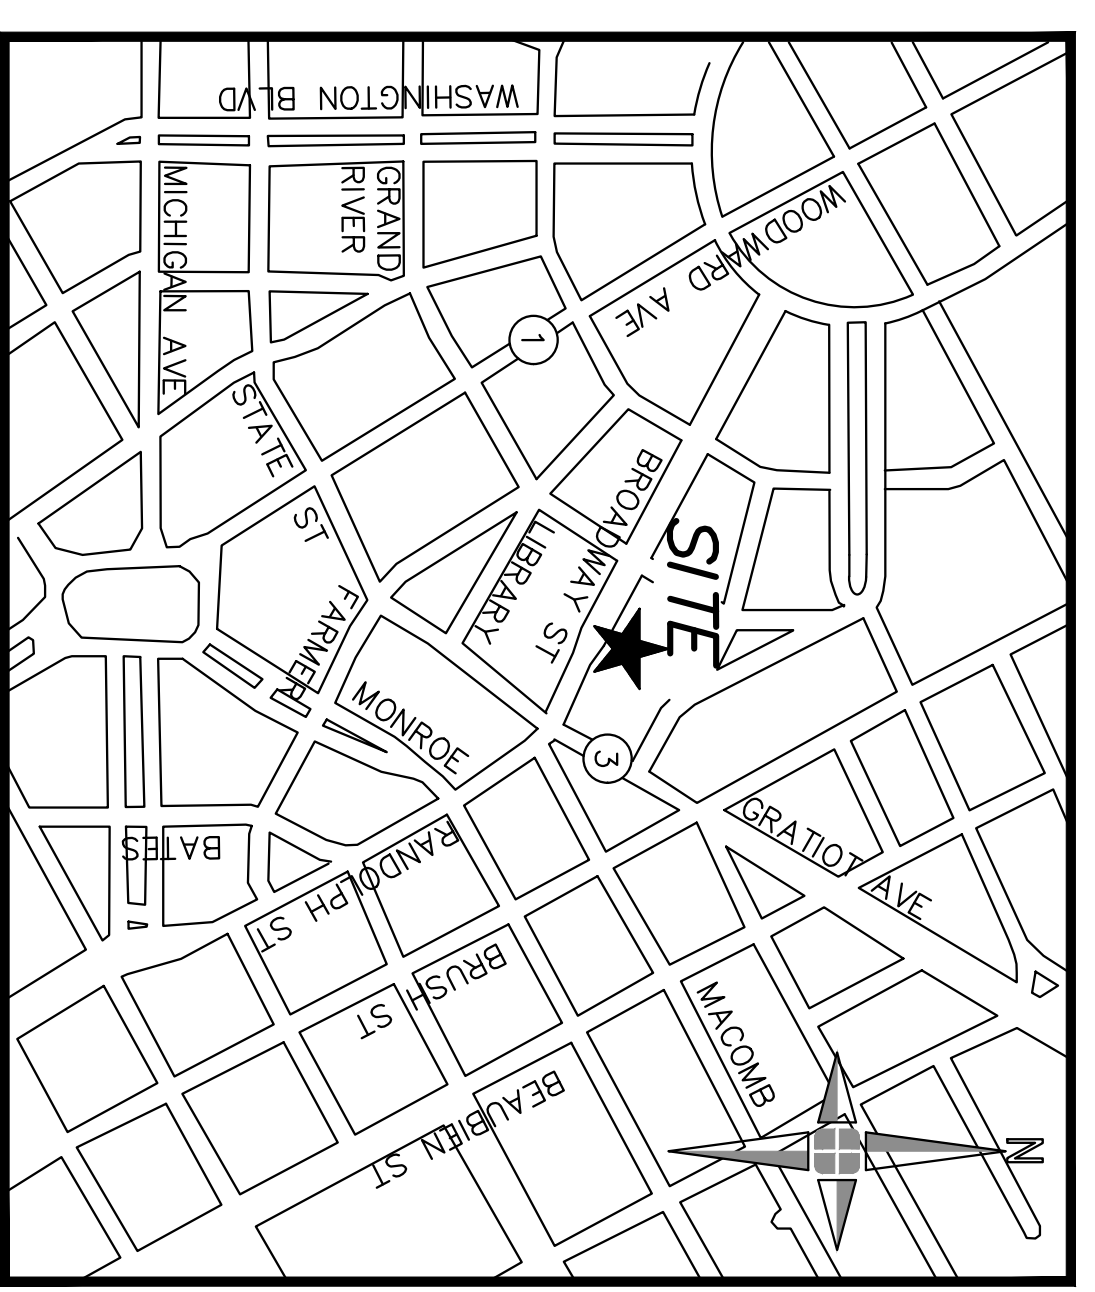 WASHINGTON BLVD
MICHIGAN AVE
GRAND
RIVER
WOODWARD AVE
1
STATE ST
BROADWAY ST
LIBRARY
SITE
FARMER
MONROE
3
GRATIOT AVE
BATES
RANDOLPH ST
BRUSH ST
MACOMB
BEAUBIEN ST
N